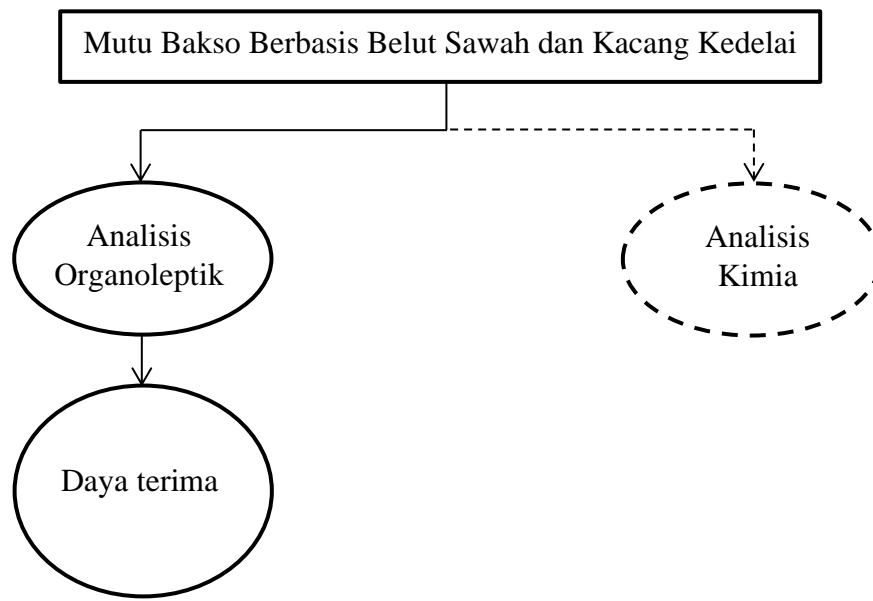 Mutu Bakso Berbasis Belut Sawah dan Kacang Kedelai
Analisis
Organoleptik
Analisis
Kimia
Daya terima